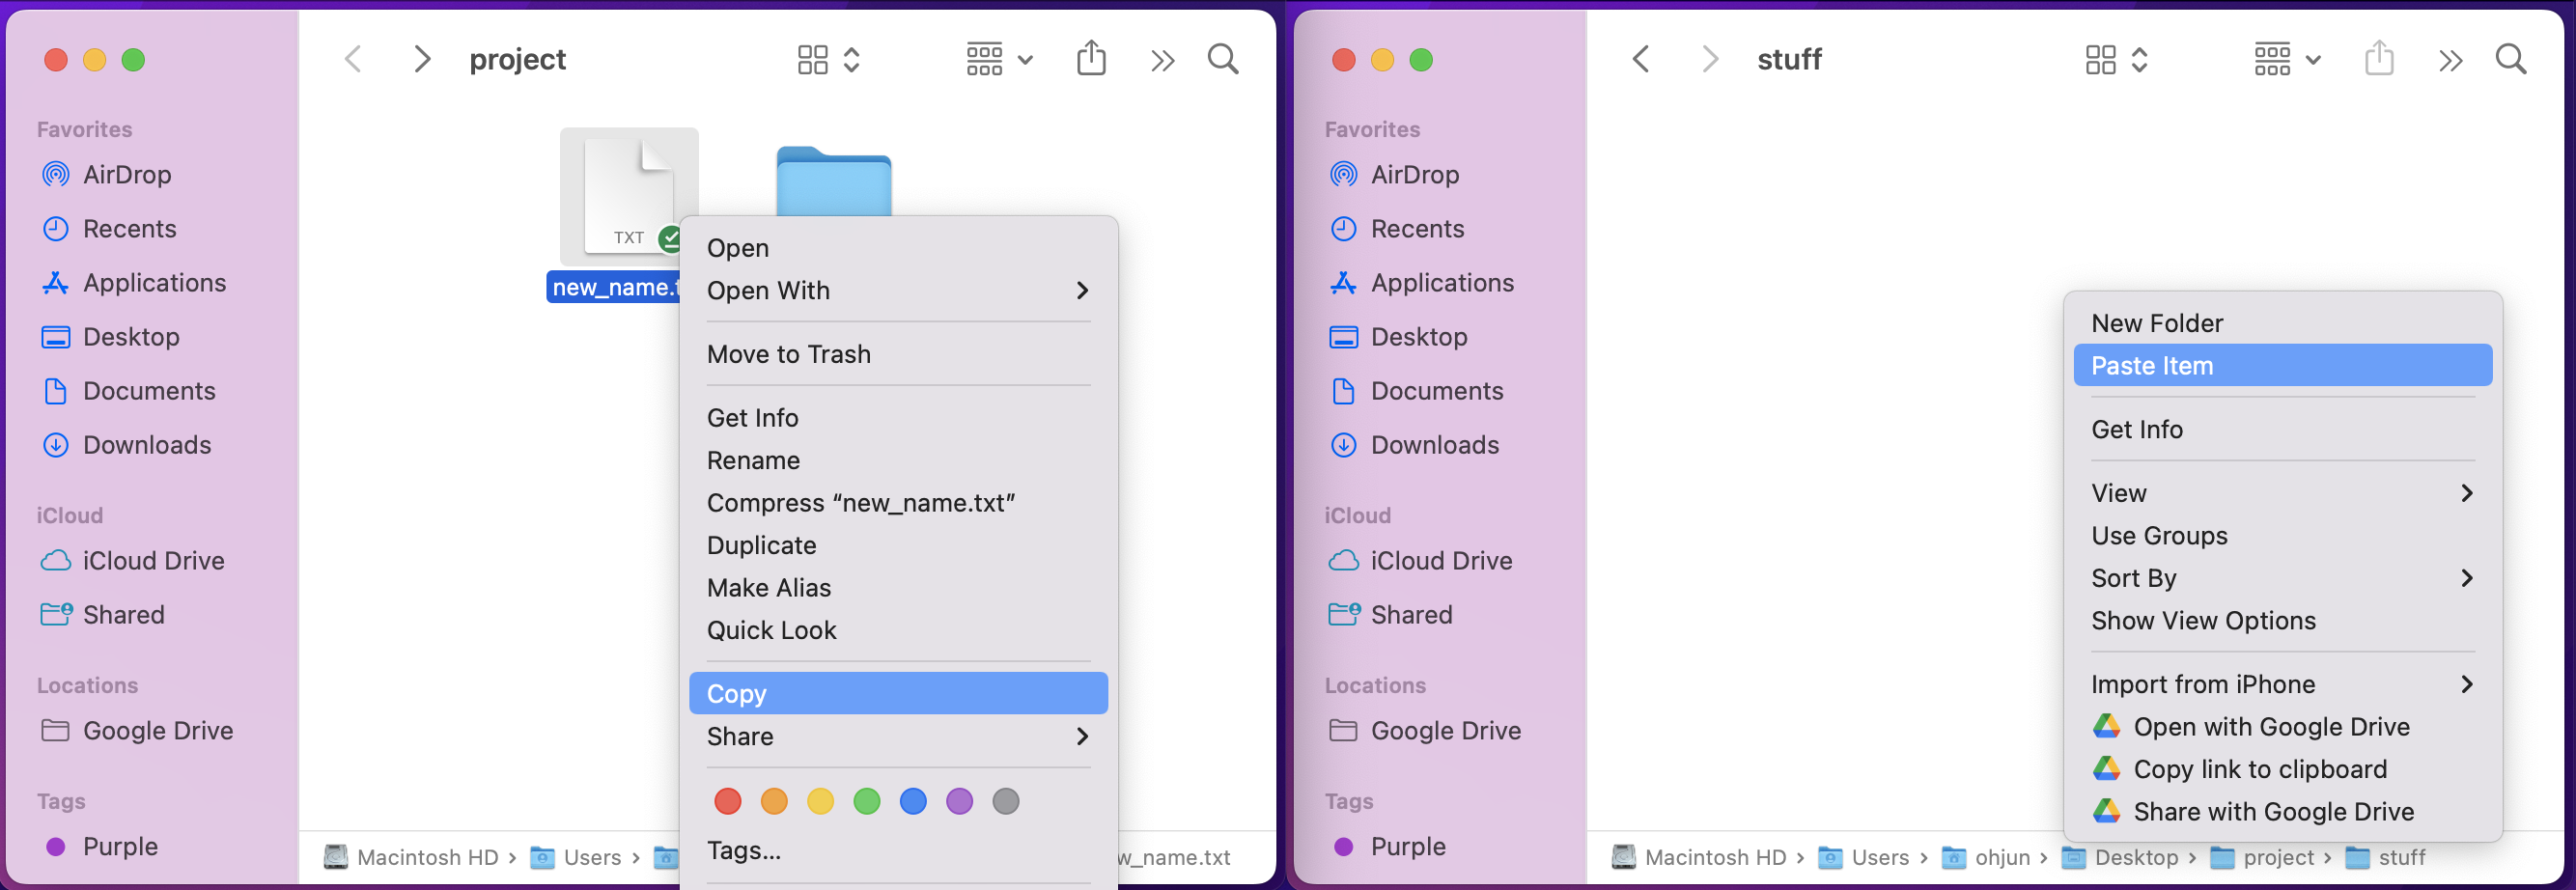 project
Favorites
AirDrop
Recents
Applications
Desktop
Documents
Downloads
iCloud
iCloud Drive
Shared
Locations
Google Drive
Tags
Purple
TXT
new_name.t
Open
Open With
Move to Trash
Get Info
Rename
Compress “new_name.txt”
Duplicate
Make Alias
Quick Look
Copy
Share
Tags...
Macintosh HD › Users › w_name.txt
stuff
Favorites
AirDrop
Recents
Applications
Desktop
Documents
Downloads
iCloud
iCloud Drive
Shared
Locations
Google Drive
Tags
Purple
New Folder
Paste Item
Get Info
View
Use Groups
Sort By
Show View Options
Import from iPhone
Open with Google Drive
Copy link to clipboard
Share with Google Drive
Macintosh HD › Users › ohjun › Desktop › project › stuff